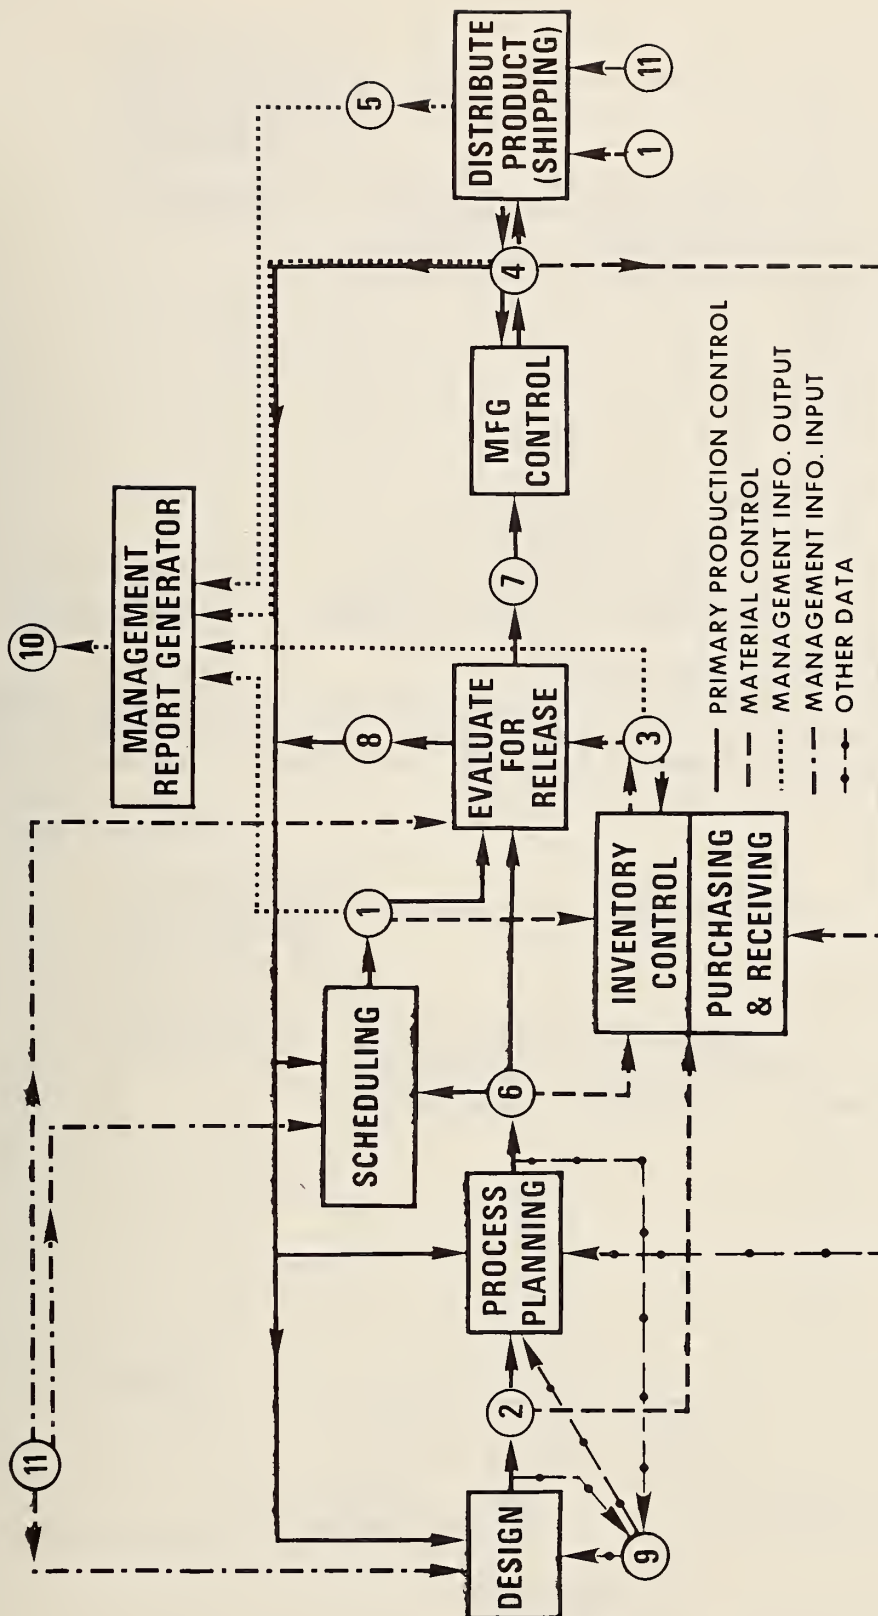 11
10
MANAGEMENT
REPORT GENERATOR
5
SCHEDULING
1
8
DESIGN
2
PROCESS
PLANNING
6
EVALUATE
FOR
RELEASE
7
MFG
CONTROL
4
DISTRIBUTE
PRODUCT
(SHIPPING)
9
INVENTORY
CONTROL
PURCHASING
& RECEIVING
3
1
11
PRIMARY PRODUCTION CONTROL
MATERIAL CONTROL
MANAGEMENT INFO. OUTPUT
MANAGEMENT INFO. INPUT
OTHER DATA